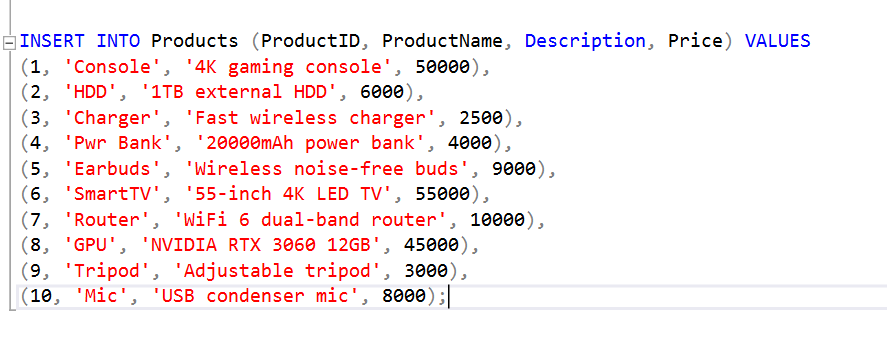 INSERT INTO Products (ProductID, ProductName, Description, Price) VALUES
(1, 'Console', '4K gaming console', 50000),
(2, 'HDD', '1TB external HDD', 6000),
(3, 'Charger', 'Fast wireless charger', 2500),
(4, 'Pwr Bank', '20000mAh power bank', 4000),
(5, 'Earbuds', 'Wireless noise-free buds', 9000),
(6, 'SmartTV', '55-inch 4K LED TV', 55000),
(7, 'Router', 'WiFi 6 dual-band router', 10000),
(8, 'GPU', 'NVIDIA RTX 3060 12GB', 45000),
(9, 'Tripod', 'Adjustable tripod', 3000),
(10, 'Mic', 'USB condenser mic', 8000);